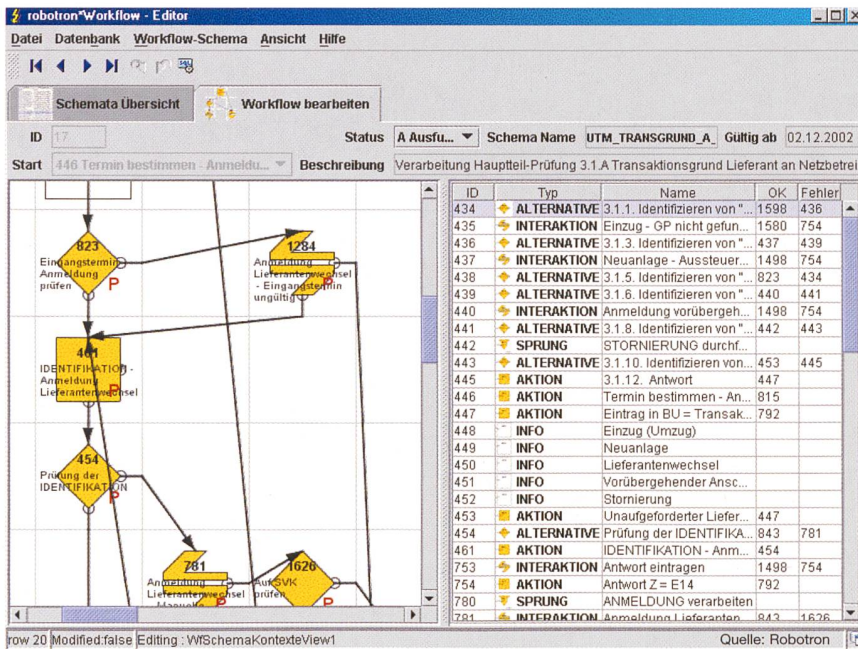 robotron*Workflow - Editor
Datei Datenbank Workflow-Schema Ansicht Hilfe
Schemata Übersicht
Workflow bearbeiten
ID 17 Status A Ausfu... Schema Name UTM_TRANSGRUND_A_ Gültig ab 02.12.2002
Start 446 Termin bestimmen - Anmeldu... Beschreibung Verarbeitung Hauptteil-Prüfung 3.1.A Transaktionsgrund Lieferant an Netzbetrei
823
Eingangstermin
Anmeldung
prüfen
P
1284
Anmeldung
Lieferantenwechsel
- Eingangstermin
ungültig
P
461
IDENTIFIKATION -
Anmeldung
Lieferantenwechsel
P
454
Prüfung der
IDENTIFIKATION
P
781
Anmeldung
Lieferantenwechsel
- Manuelle
1626
Auf SVK
prüfen
P
ID Typ Name OK Fehler
434 ALTERNATIVE 3.1.1. Identifizieren von "... 1598 436
435 INTERAKTION Einzug - GP nicht gefun... 1580 754
436 ALTERNATIVE 3.1.3. Identifizieren von "... 437 439
437 INTERAKTION Neuanlage - Aussteuer... 1498 754
438 ALTERNATIVE 3.1.5. Identifizieren von "... 823 434
439 ALTERNATIVE 3.1.6. Identifizieren von "... 440 441
440 INTERAKTION Anmeldung vorübergeh... 1498 754
441 ALTERNATIVE 3.1.8. Identifizieren von "... 442 443
442 SPRUNG STORNIERUNG durchf...
443 ALTERNATIVE 3.1.10. Identifizieren von... 453 445
445 AKTION 3.1.12. Antwort 447
446 AKTION Termin bestimmen - An... 815
447 AKTION Eintrag in BU = Transak... 792
448 INFO Einzug (Umzug)
449 INFO Neuanlage
450 INFO Lieferantenwechsel
451 INFO Vorübergehender Ansc...
452 INFO Stornierung
453 AKTION Unaufgeforderter Liefer... 447
454 ALTERNATIVE Prüfung der IDENTIFIKA... 843 781
461 AKTION IDENTIFIKATION - Anm... 454
753 INTERAKTION Antwort eintragen 1498 754
754 AKTION Antwort Z = E14 792
780 SPRUNG ANMELDUNG verarbeiten
781 INTERAKTION Anmeldung Lieferanten... 843 1626
row 20 Modified:false Editing : WfSchemaKontexteView1
Quelle: Robotron